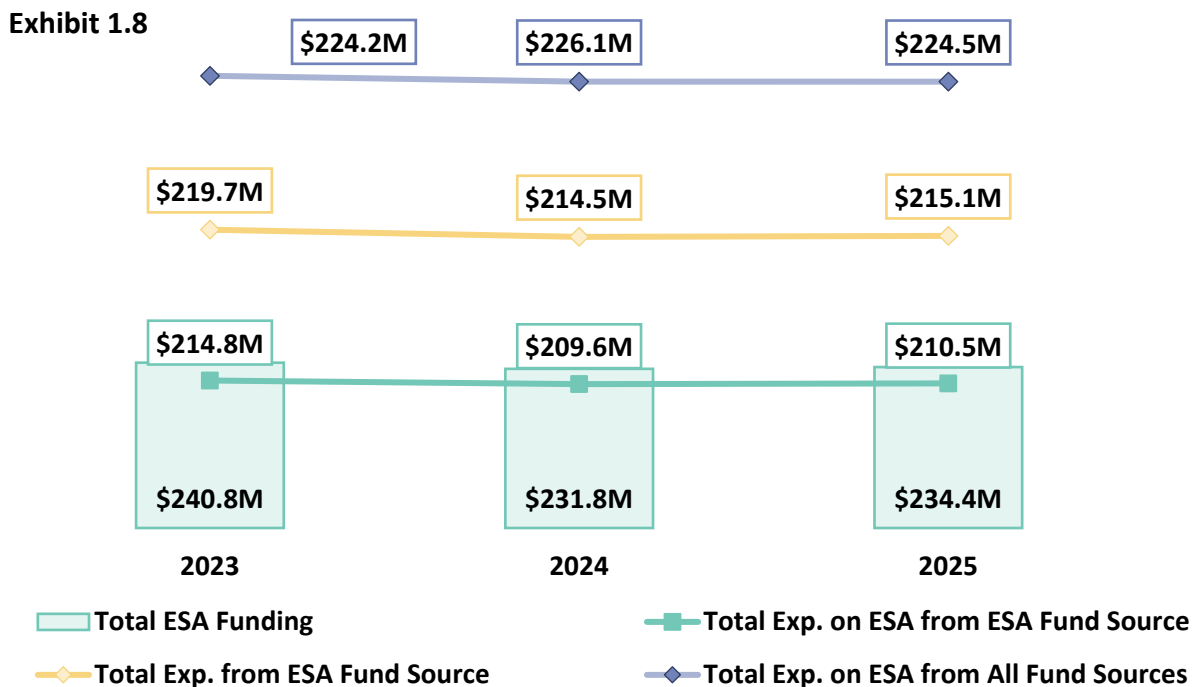 Exhibit 1.8
$224.2M $226.1M $224.5M
$219.7M $214.5M $215.1M
$214.8M $209.6M $210.5M
$240.8M $231.8M $234.4M
2023 2024 2025
Total ESA Funding Total Exp. on ESA from ESA Fund Source
Total Exp. from ESA Fund Source Total Exp. on ESA from All Fund Sources